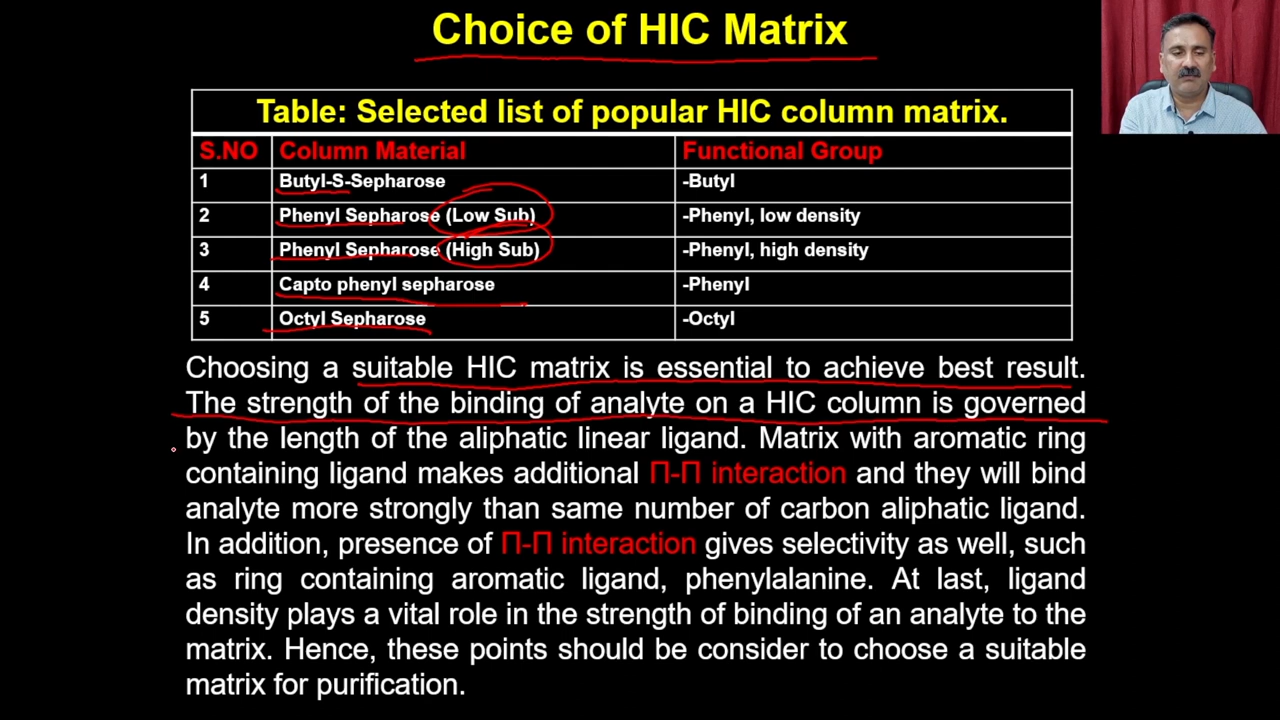 Choice of HIC Matrix
Table: Selected list of popular HIC column matrix.
S.NO Column Material Functional Group
1 Butyl-S-Sepharose -Butyl
2 Phenyl Sepharose (Low Sub) -Phenyl, low density
3 Phenyl Sepharose (High Sub) -Phenyl, high density
4 Capto phenyl sepharose -Phenyl
5 Octyl Sepharose -Octyl
Choosing a suitable HIC matrix is essential to achieve best result.
The strength of the binding of analyte on a HIC column is governed
by the length of the aliphatic linear ligand. Matrix with aromatic ring
containing ligand makes additional Π-Π interaction and they will bind
analyte more strongly than same number of carbon aliphatic ligand.
In addition, presence of Π-Π interaction gives selectivity as well, such
as ring containing aromatic ligand, phenylalanine. At last, ligand
density plays a vital role in the strength of binding of an analyte to the
matrix. Hence, these points should be consider to choose a suitable
matrix for purification.